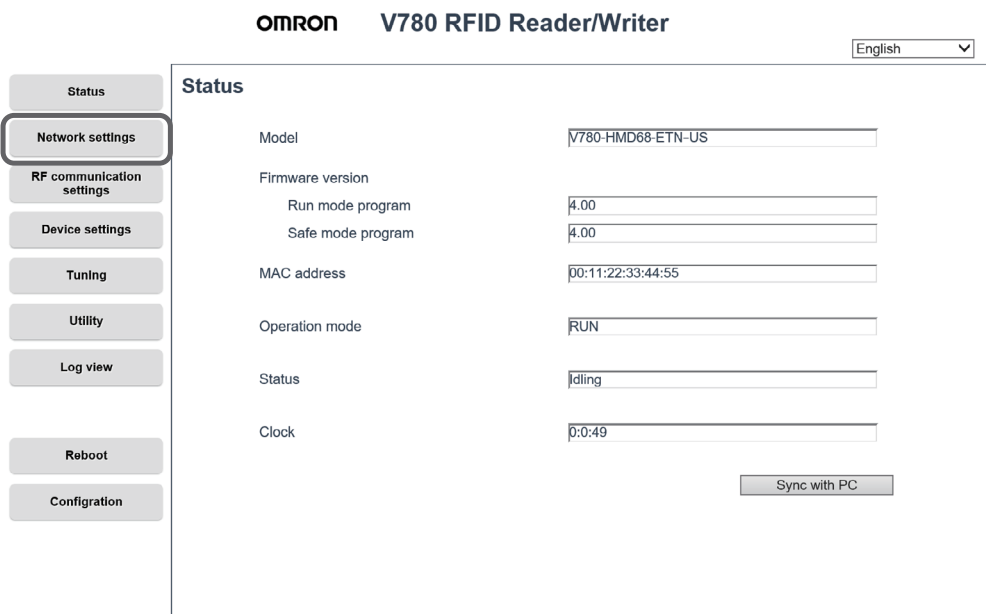 OMRON V780 RFID Reader/Writer
English
Status
Network settings
RF communication
settings
Device settings
Tuning
Utility
Log view
Reboot
Configration
Status
Model V780-HMD68-ETN-US
Firmware version
Run mode program 4.00
Safe mode program 4.00
MAC address 00:11:22:33:44:55
Operation mode RUN
Status Idling
Clock 0:0:49
Sync with PC